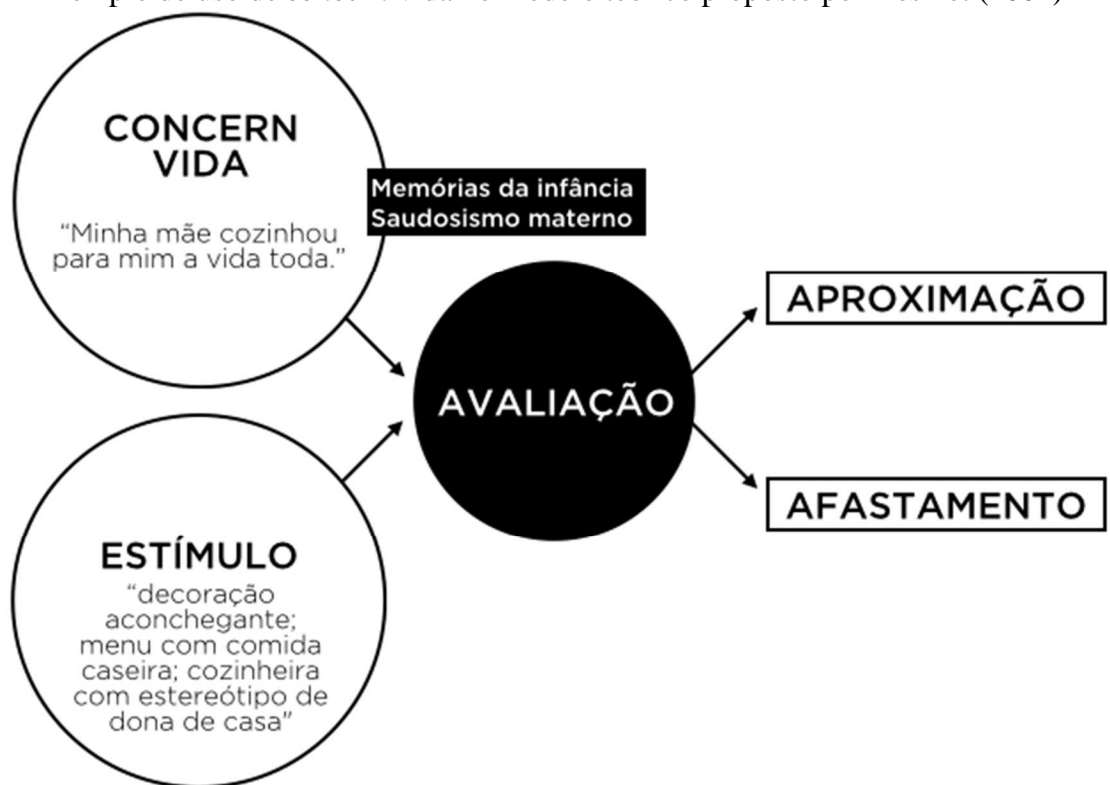 CONCERN
VIDA
“Minha mãe cozinhou
para mim a vida toda.”
Memórias da infância
Saudosismo materno
AVALIAÇÃO
APROXIMAÇÃO
AFASTAMENTO
ESTÍMULO
“decoração
aconchegante;
menu com comida
caseira; cozinheira
com estereótipo de
dona de casa”